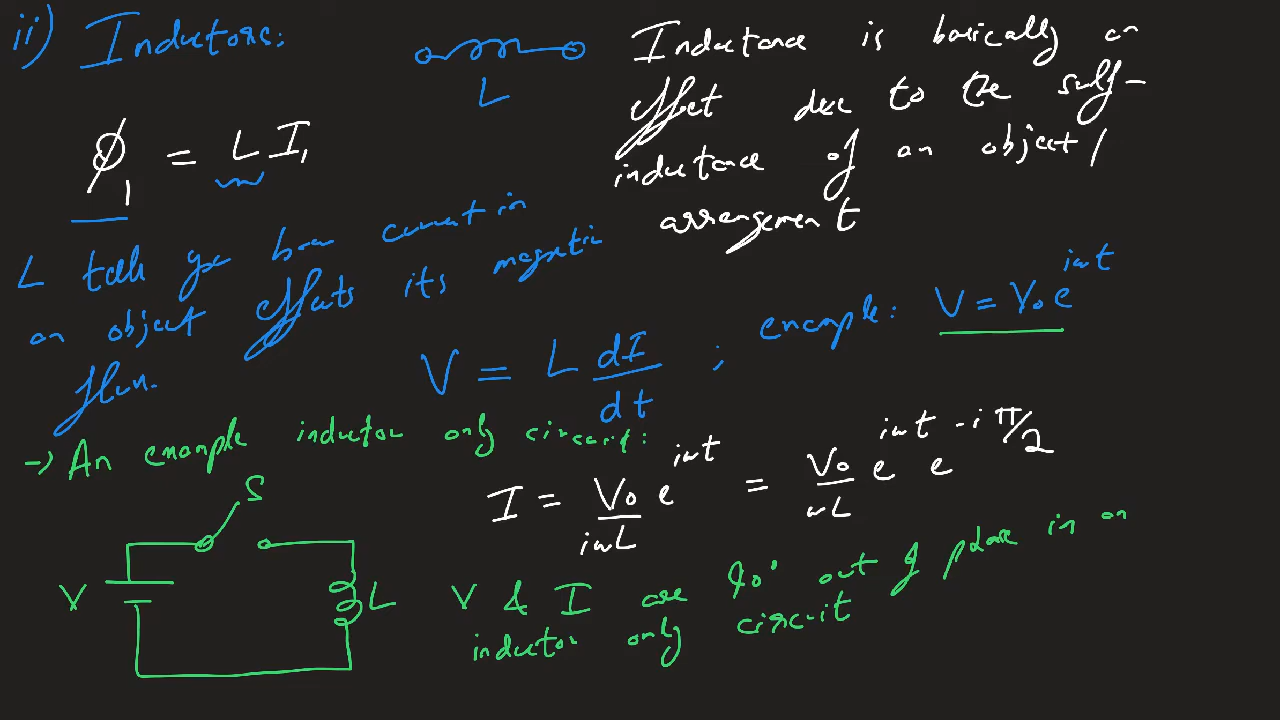 ii) Inductors:
L
Inductance is basically an
effect due to the self-
inductance of an object/
arrangement
ϕ₁ = L I₁
L tells you how current in
an object effects its magnetic
flux.
V = L dI/dt ; example: V = V₀ e^{iωt}
→ An example inductor only circuit:
I = V₀/(iωL) e^{iωt} = V₀/(ωL) e^{iωt} e^{-iπ/2}
S
V
L
V & I are 90° out of phase in an
inductor only circuit